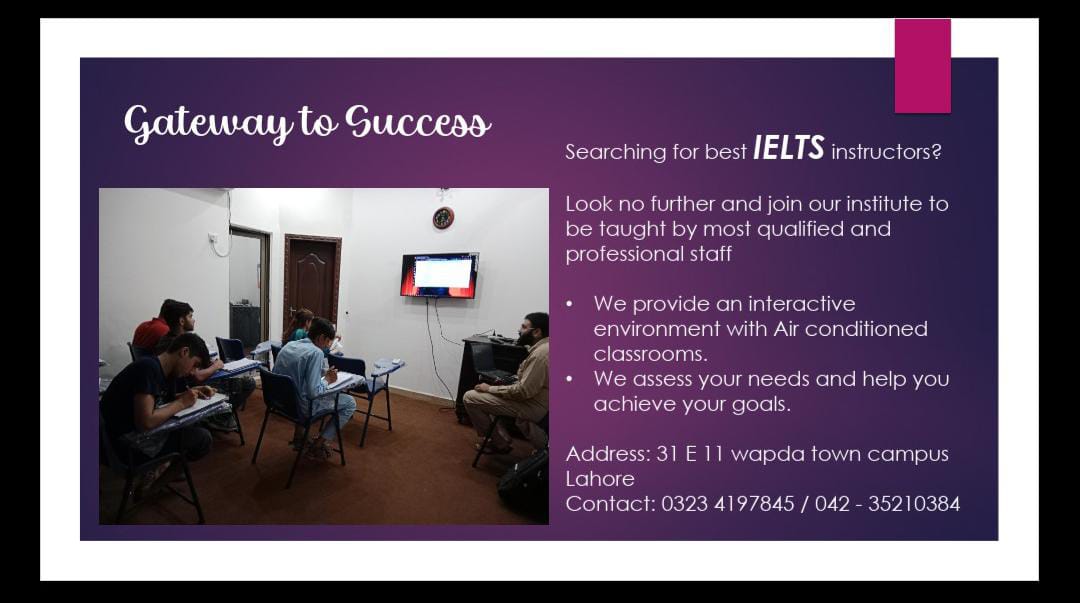 Gateway to Success
Searching for best IELTS instructors?
Look no further and join our institute to
be taught by most qualified and
professional staff
• We provide an interactive
environment with Air conditioned
classrooms.
• We assess your needs and help you
achieve your goals.
Address: 31 E 11 wapda town campus
Lahore
Contact: 0323 4197845 / 042 - 35210384